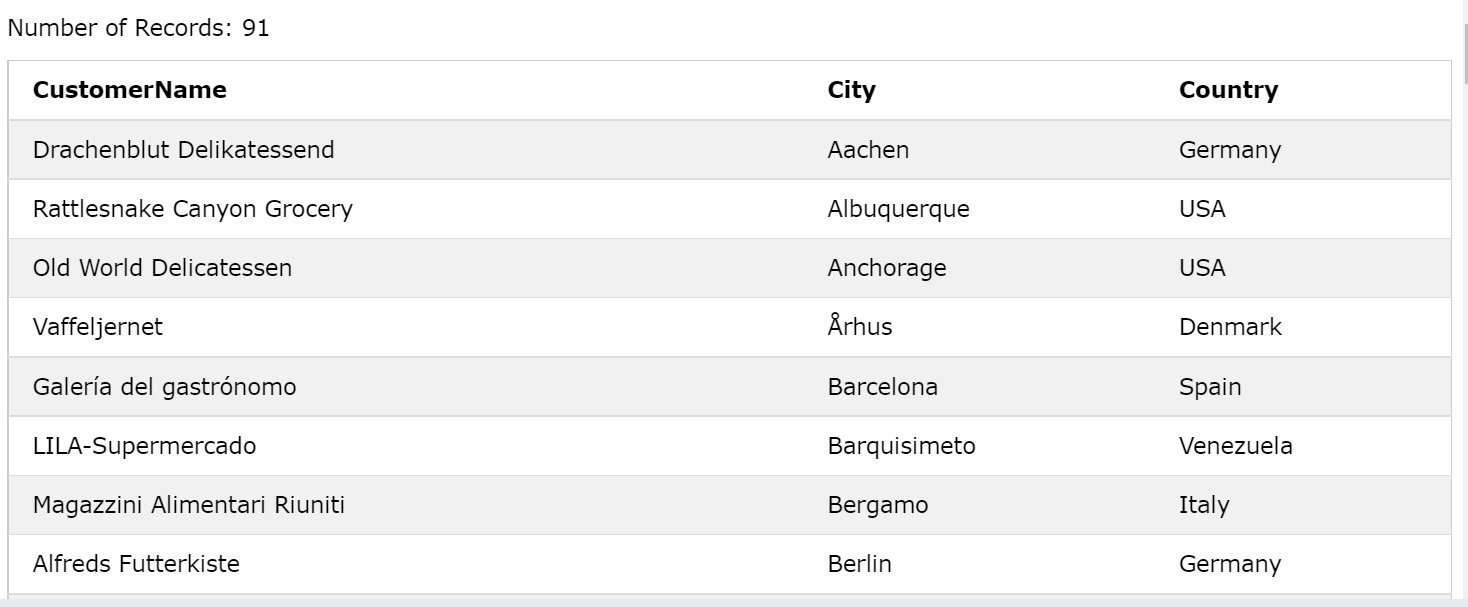 Number of Records: 91
CustomerName City Country
Drachenblut Delikatessend Aachen Germany
Rattlesnake Canyon Grocery Albuquerque USA
Old World Delicatessen Anchorage USA
Vaffeljernet Århus Denmark
Galería del gastrónomo Barcelona Spain
LILA-Supermercado Barquisimeto Venezuela
Magazzini Alimentari Riuniti Bergamo Italy
Alfreds Futterkiste Berlin Germany